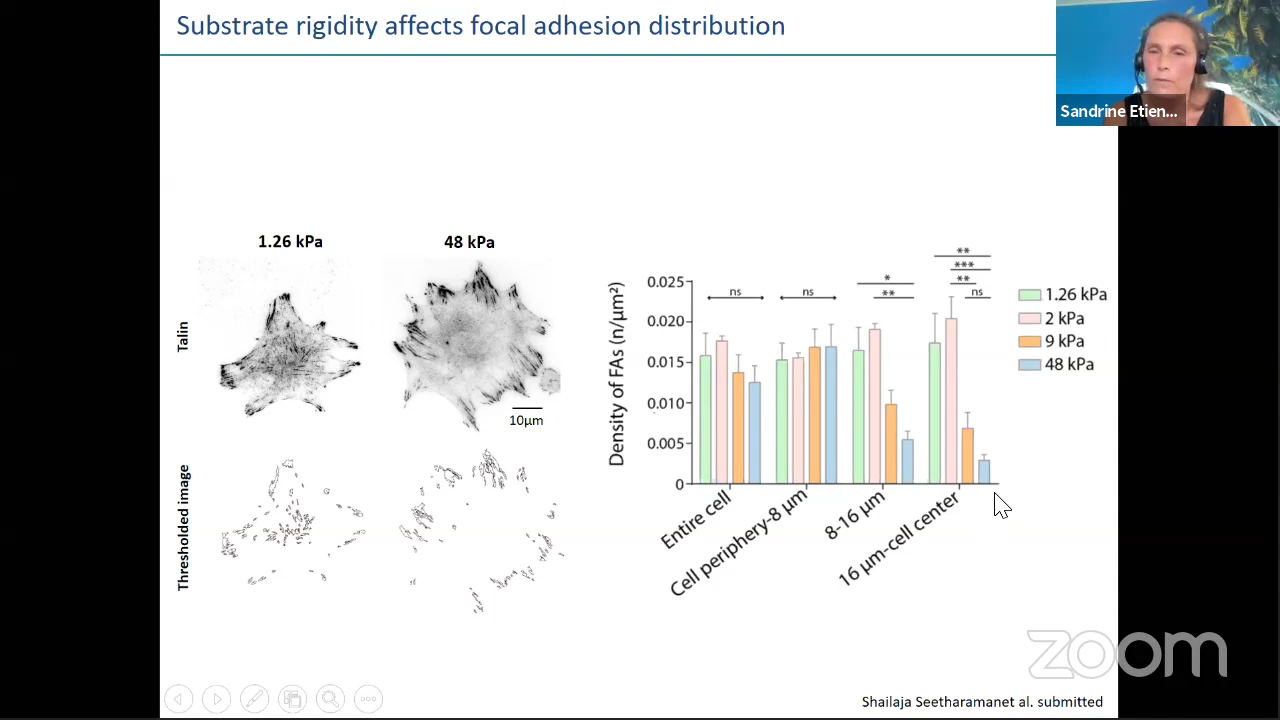 Substrate rigidity affects focal adhesion distribution
Sandrine Etien...
1.26 kPa
48 kPa
Talin
10µm
Thresholded image
Density of FAs (n/µm²)
0.025
0.020
0.015
0.010
0.005
0
ns
ns
*
**
**
***
**
ns
Entire cell
Cell periphery-8 µm
8-16 µm
16 µm-cell center
1.26 kPa
2 kPa
9 kPa
48 kPa
zoom
Shailaja Seetharamanet al. submitted